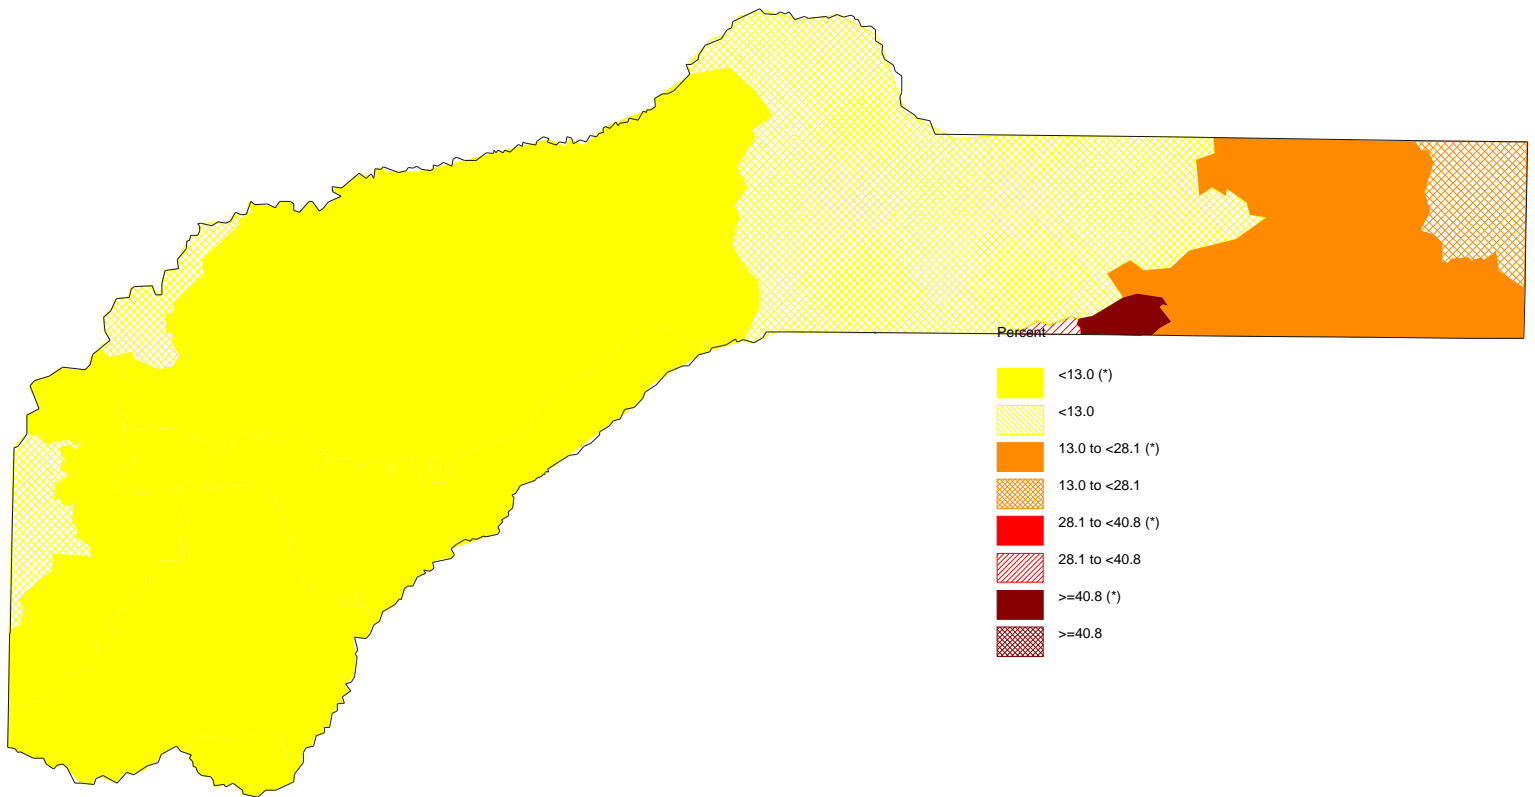 Percent
<13.0 (*)
<13.0
13.0 to <28.1 (*)
13.0 to <28.1
28.1 to <40.8 (*)
28.1 to <40.8
>=40.8 (*)
>=40.8